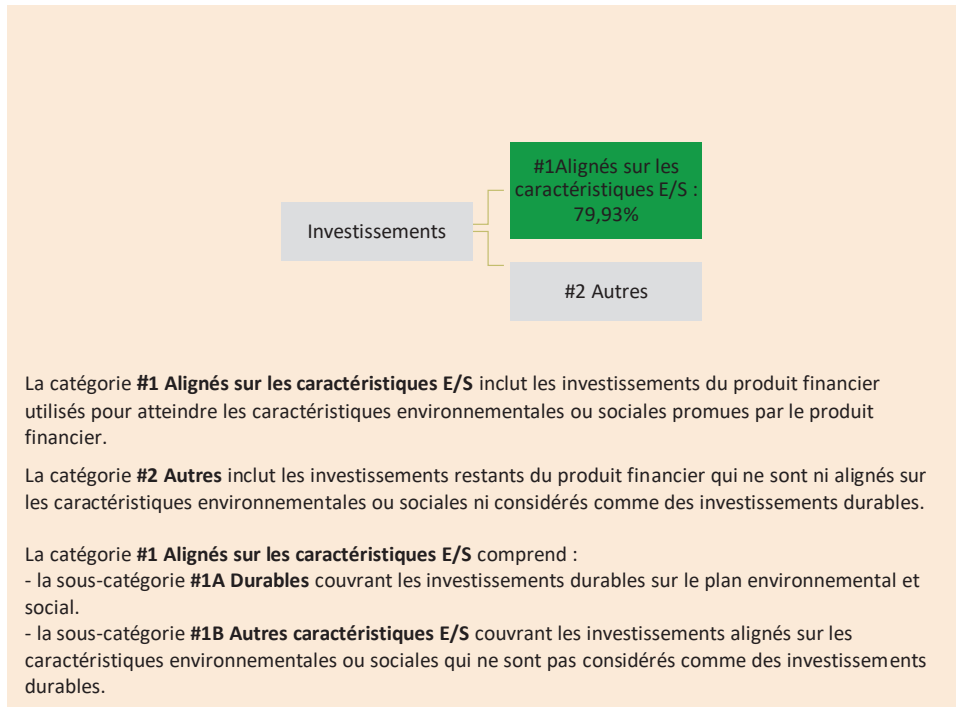 #1Alignés sur les
caractéristiques E/S :
79,93%
Investissements
#2 Autres
La catégorie #1 Alignés sur les caractéristiques E/S inclut les investissements du produit financier
utilisés pour atteindre les caractéristiques environnementales ou sociales promues par le produit
financier.
La catégorie #2 Autres inclut les investissements restants du produit financier qui ne sont ni alignés sur
les caractéristiques environnementales ou sociales ni considérés comme des investissements durables.
La catégorie #1 Alignés sur les caractéristiques E/S comprend :
- la sous-catégorie #1A Durables couvrant les investissements durables sur le plan environnemental et
social.
- la sous-catégorie #1B Autres caractéristiques E/S couvrant les investissements alignés sur les
caractéristiques environnementales ou sociales qui ne sont pas considérés comme des investissements
durables.